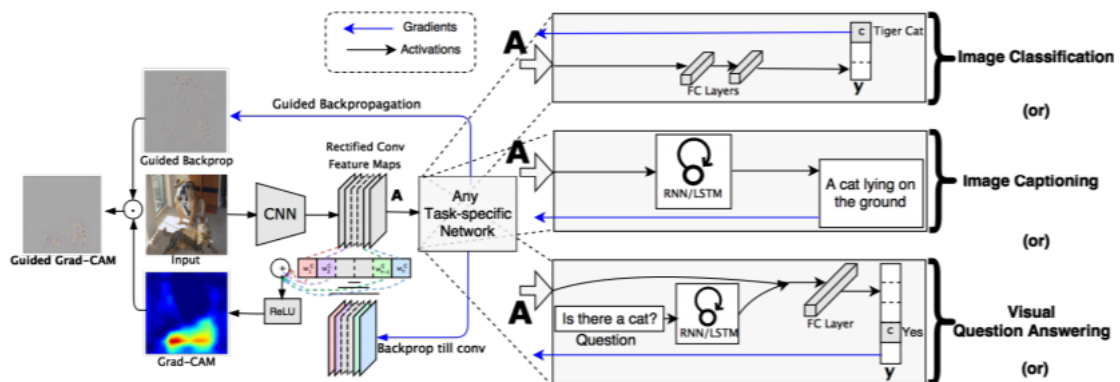 Gradients
Activations
Guided Backpropagation
Guided Backprop
Rectified Conv
Feature Maps
A
CNN
Input
Any
Task-specific
Network
Guided Grad-CAM
ReLU
Grad-CAM
Backprop till conv
A
FC Layers
c
Tiger Cat
y
Image Classification
(or)
A
RNN/LSTM
A cat lying on
the ground
Image Captioning
(or)
A
Is there a cat?
Question
RNN/LSTM
FC Layer
c
Yes
y
Visual
Question Answering
(or)